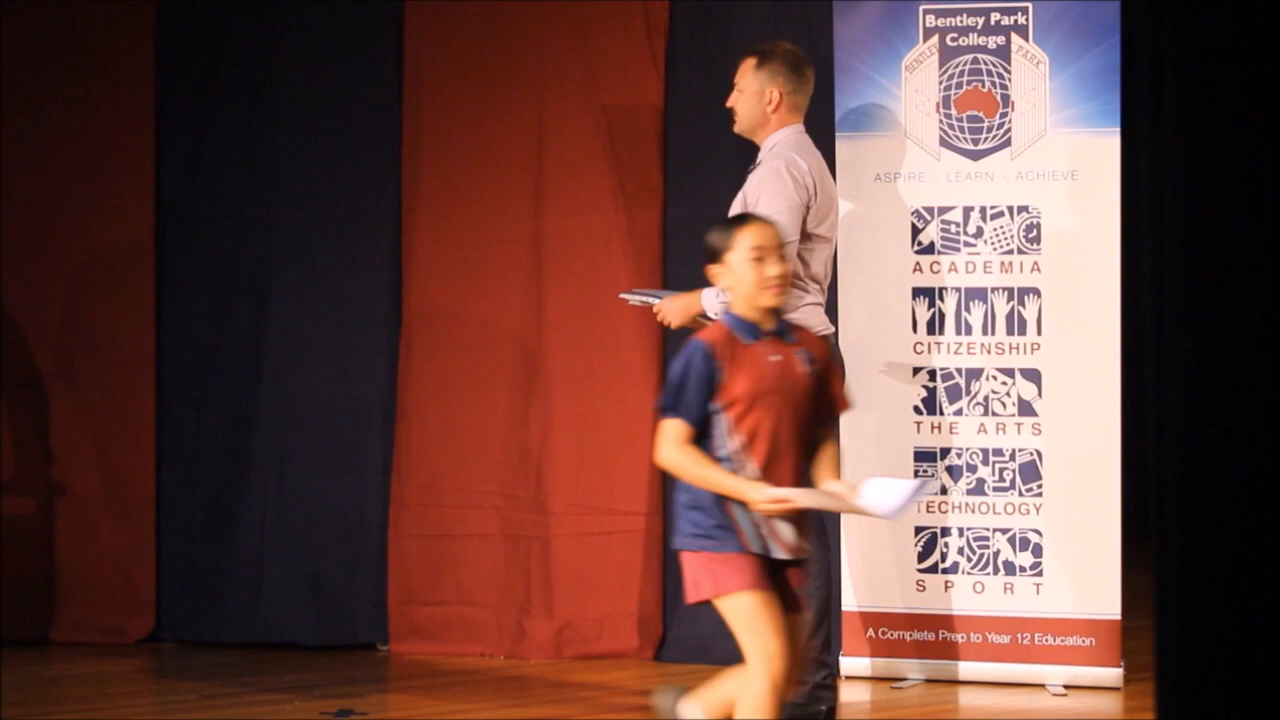 Bentley Park
College
BENTLEY PARK
ASPIRE - LEARN - ACHIEVE
ACADEMIA
CITIZENSHIP
THE ARTS
TECHNOLOGY
SPORT
A Complete Prep to Year 12 Education